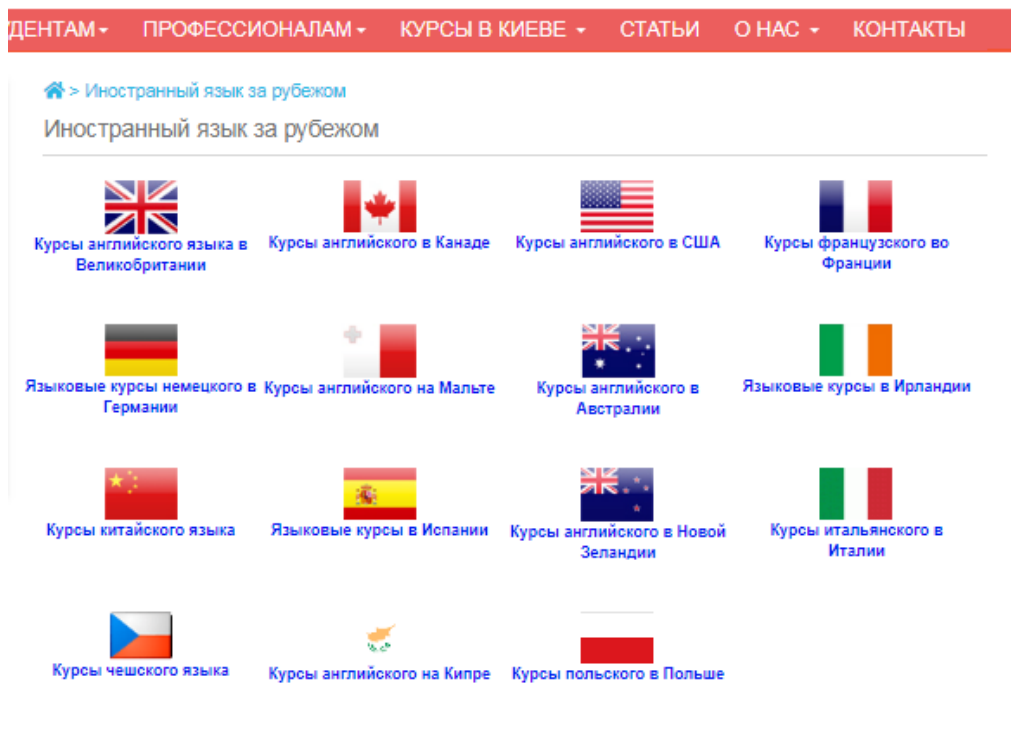 ДЕНТАМ ПРОФЕССИОНАЛАМ КУРСЫ В КИЕВЕ СТАТЬИ О НАС КОНТАКТЫ
> Иностранный язык за рубежом
Иностранный язык за рубежом
Курсы английского языка в
Великобритании
Курсы английского в Канаде
Курсы английского в США
Курсы французского во
Франции
Языковые курсы немецкого в
Германии
Курсы английского на Мальте
Курсы английского в
Австралии
Языковые курсы в Ирландии
Курсы китайского языка
Языковые курсы в Испании
Курсы английского в Новой
Зеландии
Курсы итальянского в
Италии
Курсы чешского языка
Курсы английского на Кипре
Курсы польского в Польше